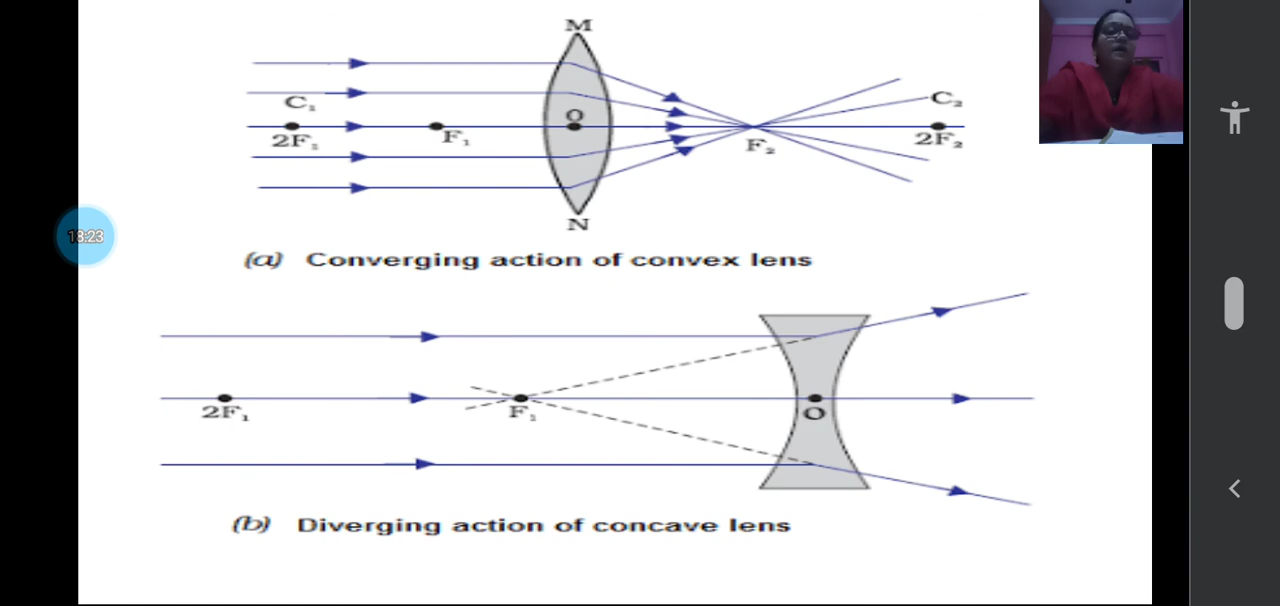 M
C₁
O
C₂
2F₁
F₁
F₂
2F₂
N
18:23
(a) Converging action of convex lens
2F₁
F₁
O
(b) Diverging action of concave lens